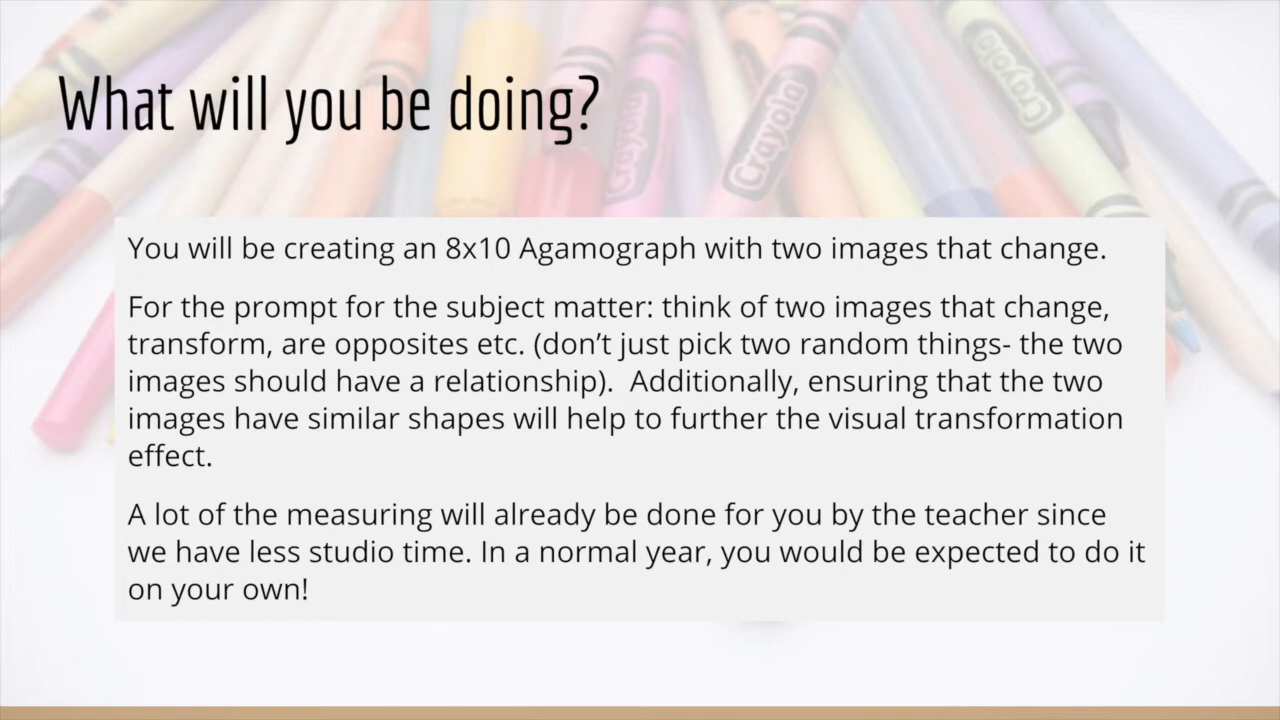 What will you be doing?
Crayola
Crayola
Crayola
You will be creating an 8x10 Agamograph with two images that change.
For the prompt for the subject matter: think of two images that change,
transform, are opposites etc. (don’t just pick two random things- the two
images should have a relationship).  Additionally, ensuring that the two
images have similar shapes will help to further the visual transformation
effect.
A lot of the measuring will already be done for you by the teacher since
we have less studio time. In a normal year, you would be expected to do it
on your own!